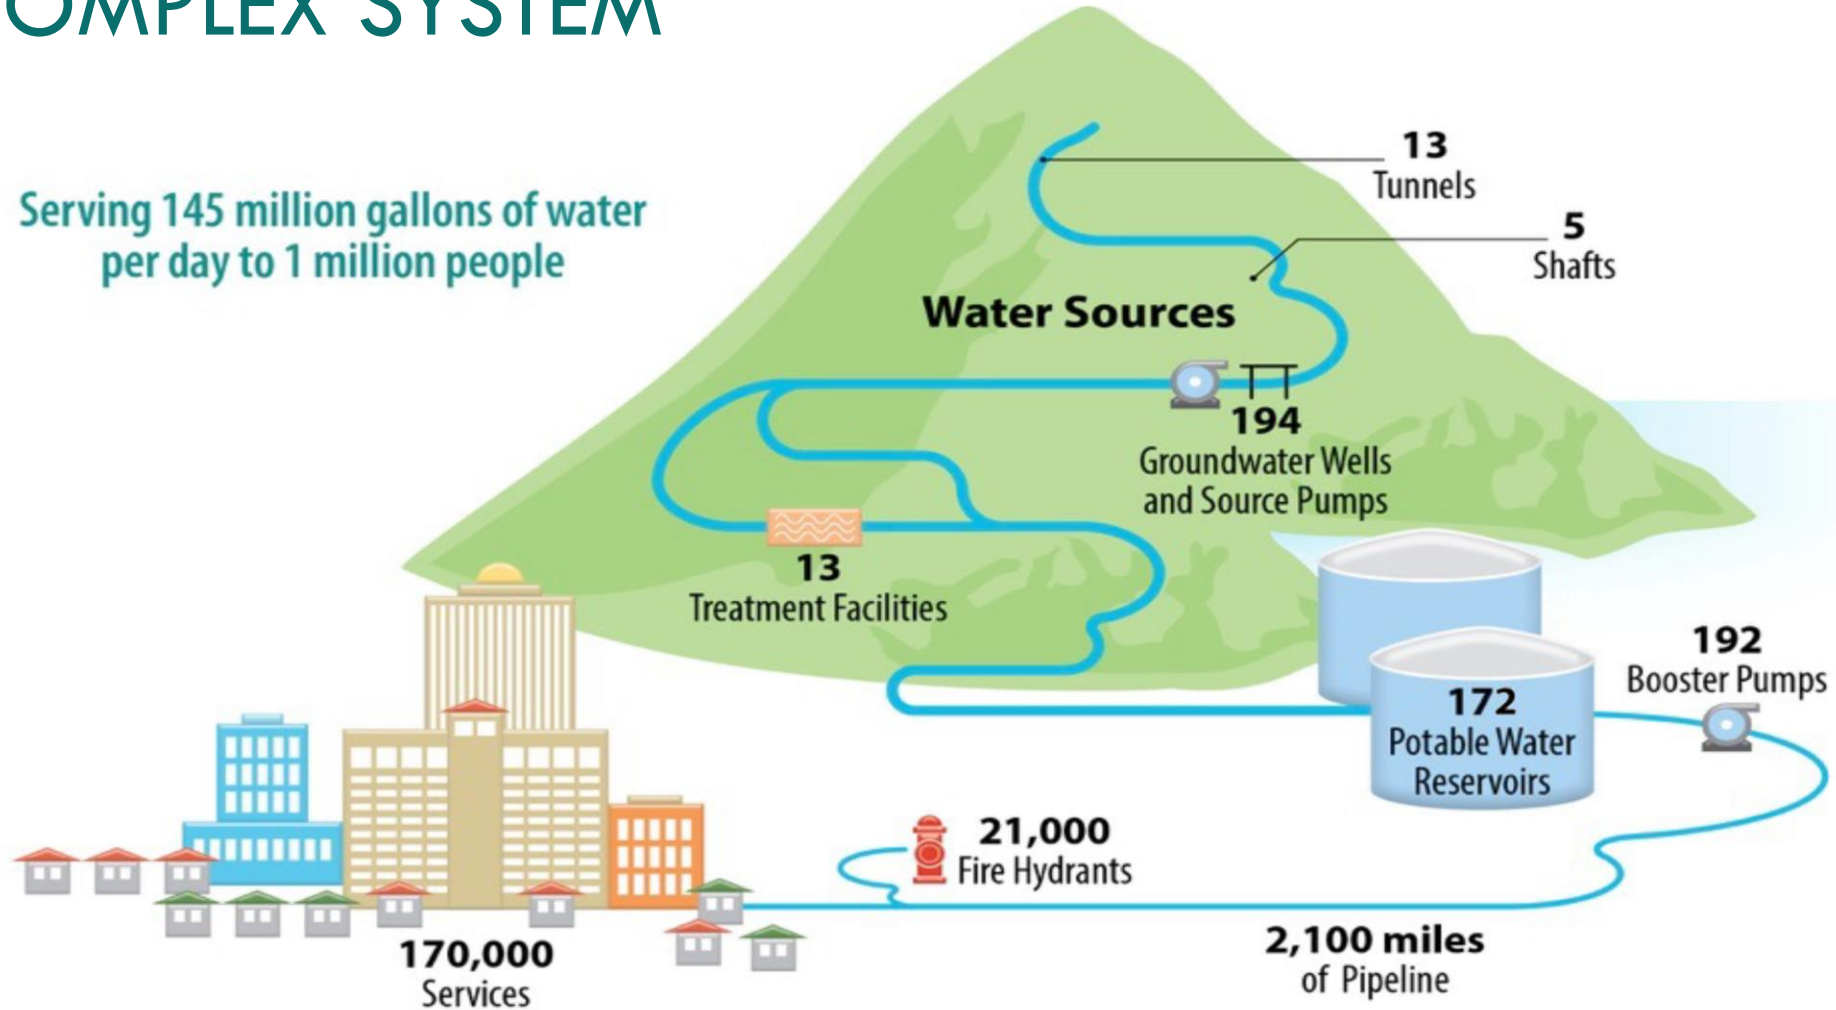 OMPLEX SYSTEM
Serving 145 million gallons of water
per day to 1 million people
13
Tunnels
5
Shafts
Water Sources
194
Groundwater Wells
and Source Pumps
13
Treatment Facilities
192
Booster Pumps
172
Potable Water
Reservoirs
21,000
Fire Hydrants
2,100 miles
of Pipeline
170,000
Services